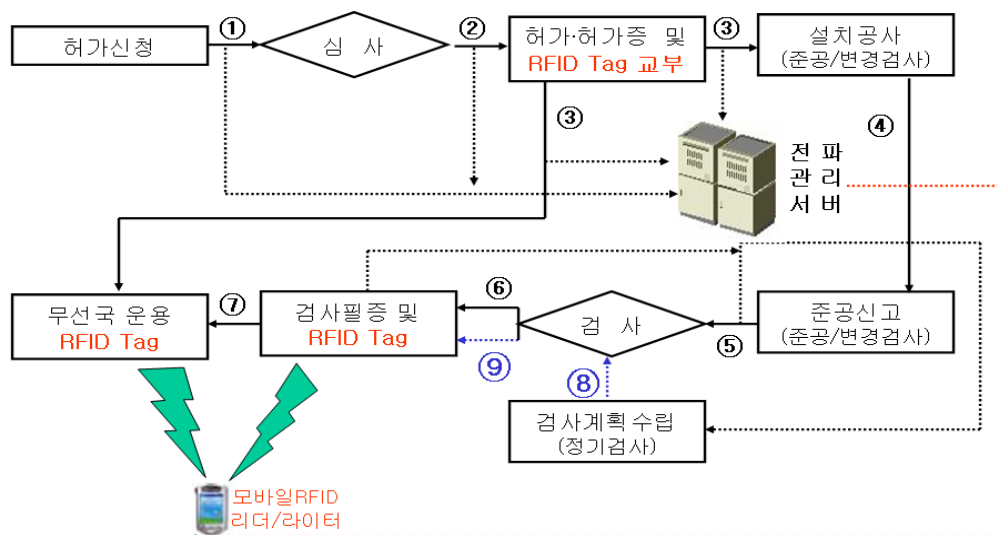 ①
②
③
허가신청
심 사
허가·허가증 및
RFID Tag 교부
설치공사
(준공/변경검사)
③
④
전 파
관 리
서 버
⑥
⑦
무선국 운용
RFID Tag
검사필증 및
RFID Tag
검 사
준공신고
(준공/변경검사)
⑤
⑨
⑧
검사계획수립
(정기검사)
모바일RFID
리더/라이터